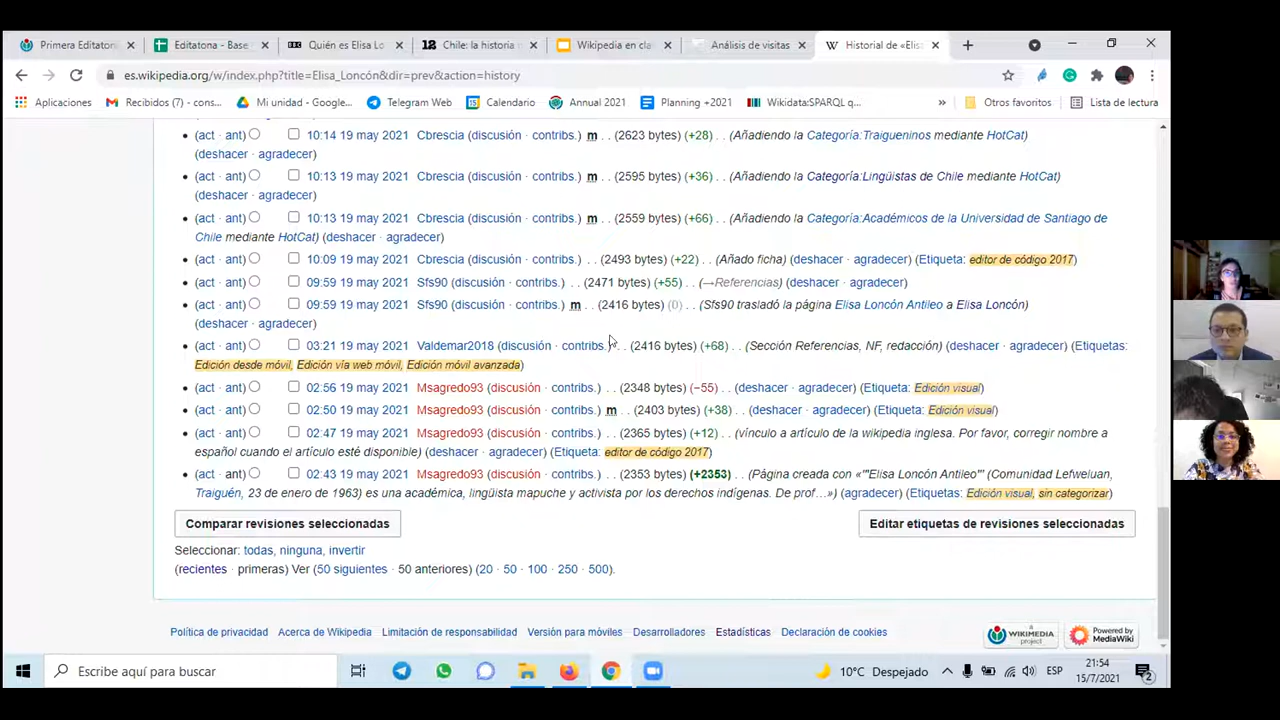 Primera Editatoni
Editatona - Base
Quién es Elisa Lo
Chile: la historia
Wikipedia en cla
Análisis de visitas
Historial de «Elis
es.wikipedia.org/w/index.php?title=Elisa_Loncón&dir=prev&action=history
Aplicaciones
Recibidos (7) - cons...
Mi unidad - Google...
Telegram Web
Calendario
Annual 2021
Planning +2021
Wikidata:SPARQL q...
»
Otros favoritos
Lista de lectura
(act · ant) 10:14 19 may 2021 Cbrescia (discusión · contribs.) m . . (2623 bytes) (+28) . . (Añadiendo la Categoría:Traigueninos mediante HotCat)
(deshacer · agradecer)
(act · ant) 10:13 19 may 2021 Cbrescia (discusión · contribs.) m . . (2595 bytes) (+36) . . (Añadiendo la Categoría:Lingüistas de Chile mediante HotCat)
(deshacer · agradecer)
(act · ant) 10:13 19 may 2021 Cbrescia (discusión · contribs.) m . . (2559 bytes) (+66) . . (Añadiendo la Categoría:Académicos de la Universidad de Santiago de
Chile mediante HotCat) (deshacer · agradecer)
(act · ant) 10:09 19 may 2021 Cbrescia (discusión · contribs.) . . (2493 bytes) (+22) . . (Añado ficha) (deshacer · agradecer) (Etiqueta: editor de código 2017)
(act · ant) 09:59 19 may 2021 Sfs90 (discusión · contribs.) . . (2471 bytes) (+55) . . (→Referencias) (deshacer · agradecer)
(act · ant) 09:59 19 may 2021 Sfs90 (discusión · contribs.) m . . (2416 bytes) (0) . . (Sfs90 trasladó la página Elisa Loncón Antileo a Elisa Loncón)
(deshacer · agradecer)
(act · ant) 03:21 19 may 2021 Valdemar2018 (discusión · contribs.) . . (2416 bytes) (+68) . . (Sección Referencias, NF, redacción) (deshacer · agradecer) (Etiquetas:
Edición desde móvil, Edición vía web móvil, Edición móvil avanzada)
(act · ant) 02:56 19 may 2021 Msagredo93 (discusión · contribs.) . . (2348 bytes) (−55) . . (deshacer · agradecer) (Etiqueta: Edición visual)
(act · ant) 02:50 19 may 2021 Msagredo93 (discusión · contribs.) m . . (2403 bytes) (+38) . . (deshacer · agradecer) (Etiqueta: Edición visual)
(act · ant) 02:47 19 may 2021 Msagredo93 (discusión · contribs.) . . (2365 bytes) (+12) . . (vínculo a artículo de la wikipedia inglesa. Por favor, corregir nombre a
español cuando el artículo esté disponible) (deshacer · agradecer) (Etiqueta: editor de código 2017)
(act · ant) 02:43 19 may 2021 Msagredo93 (discusión · contribs.) . . (2353 bytes) (+2353) . . (Página creada con «'''Elisa Loncón Antileo''' (Comunidad Lefweluan,
Traiguén, 23 de enero de 1963) es una académica, lingüista mapuche y activista por los derechos indígenas. De prof...») (agradecer) (Etiquetas: Edición visual, sin categorizar)
Comparar revisiones seleccionadas
Editar etiquetas de revisiones seleccionadas
Seleccionar: todas, ninguna, invertir
(recientes · primeras) Ver (50 siguientes · 50 anteriores) (20 · 50 · 100 · 250 · 500).
Política de privacidad
Acerca de Wikipedia
Limitación de responsabilidad
Versión para móviles
Desarrolladores
Estadísticas
Declaración de cookies
a WIKIMEDIA project
Powered by MediaWiki
Escribe aquí para buscar
10°C Despejado
ESP
21:54
15/7/2021
2